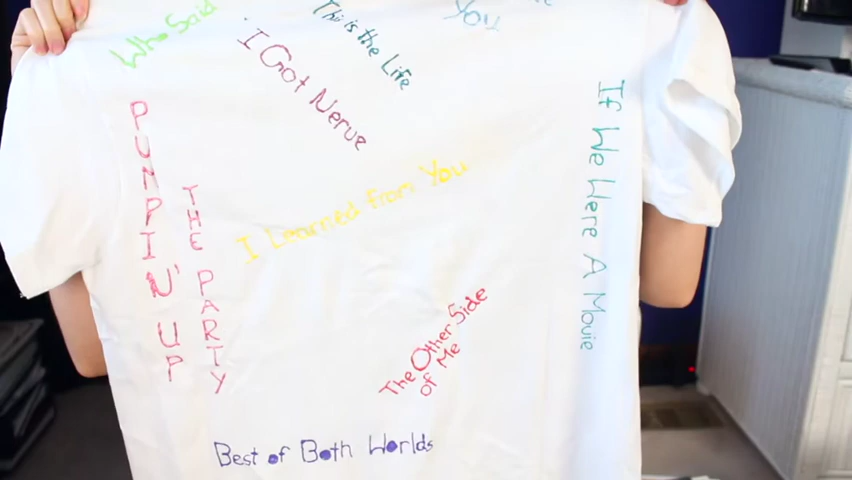 Who Said
I Got Nerve
This is the Life
You
PUMPIN' UP
THE PARTY
I Learned from You
If We Were A Movie
The Other Side
of Me
Best of Both Worlds